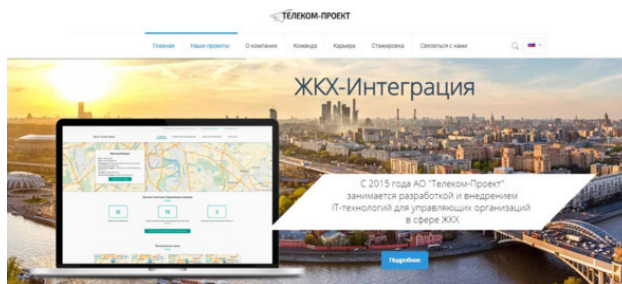 ТЕЛЕКОМ-ПРОЕКТ
Главная Наши проекты О компании Команда Карьера Стажировка Связаться с нами
ЖКХ-Интеграция
С 2015 года АО "Телеком-Проект"
занимается разработкой и внедрением
IT-технологий для управляющих организаций
в сфере ЖКХ
Подробнее